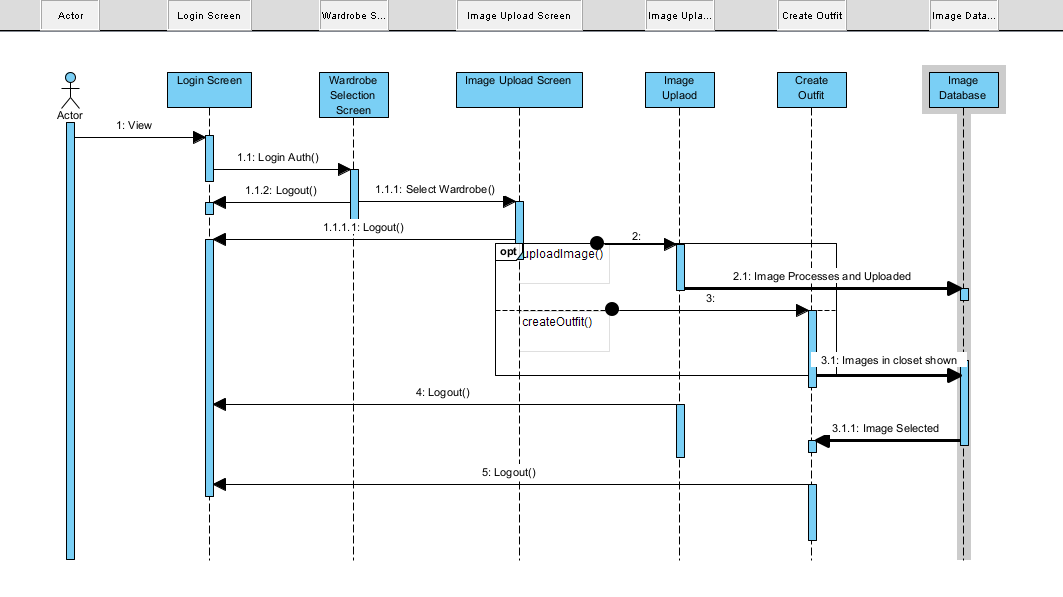 Actor
Login Screen
Wardrobe S...
Image Upload Screen
Image Upla...
Create Outfit
Image Data...
Login Screen
Wardrobe
Selection
Screen
Image Upload Screen
Image
Uplaod
Create
Outfit
Image
Database
Actor
1: View
1.1: Login Auth()
1.1.2: Logout()
1.1.1: Select Wardrobe()
1.1.1.1: Logout()
2:
opt
uploadImage()
2.1: Image Processes and Uploaded
3:
createOutfit()
3.1: Images in closet shown
4: Logout()
3.1.1: Image Selected
5: Logout()